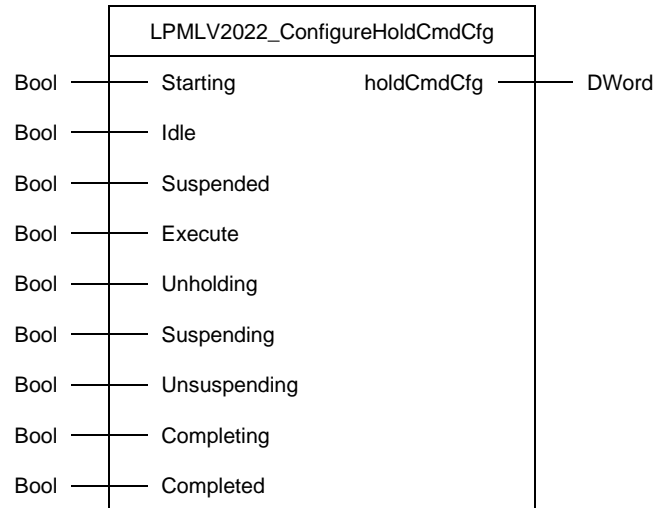 LPMLV2022_ConfigureHoldCmdCfg
Bool Starting holdCmdCfg DWord
Bool Idle
Bool Suspended
Bool Execute
Bool Unholding
Bool Suspending
Bool Unsuspending
Bool Completing
Bool Completed